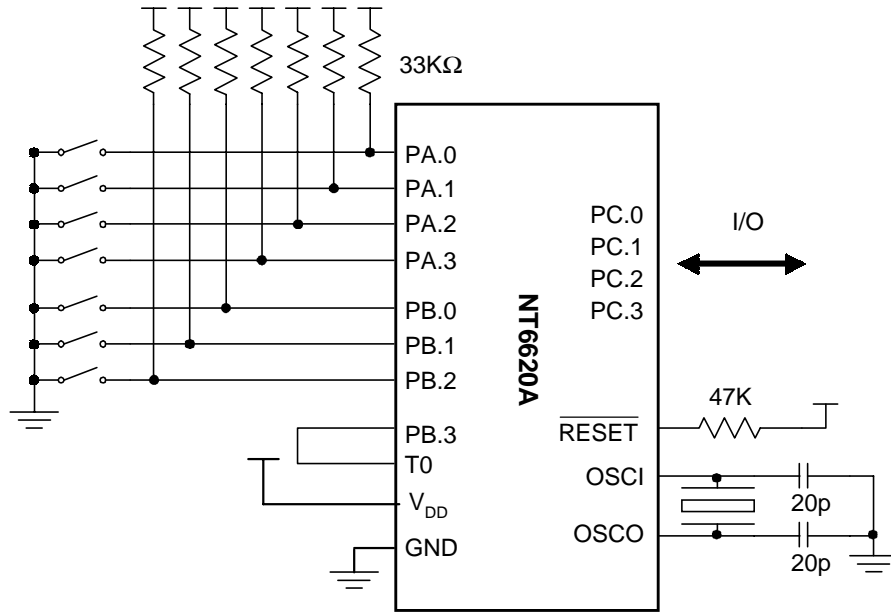 33KΩ
PA.0
PA.1
PA.2
PA.3
PB.0
PB.1
PB.2
PB.3
T0
VDD
GND
NT6620A
PC.0
PC.1
PC.2
PC.3
I/O
47K
RESET
OSCI
20p
OSCO
20p